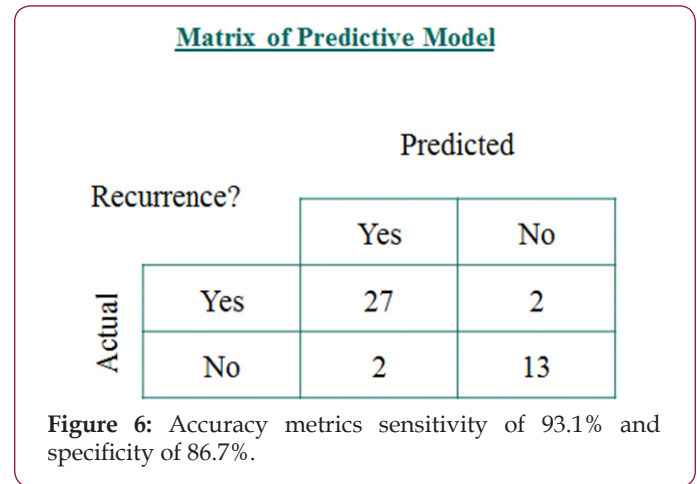 Matrix of Predictive Model
Predicted
Recurrence?
Yes No
Actual
Yes 27 2
No 2 13
Figure 6: Accuracy metrics sensitivity of 93.1% and
specificity of 86.7%.